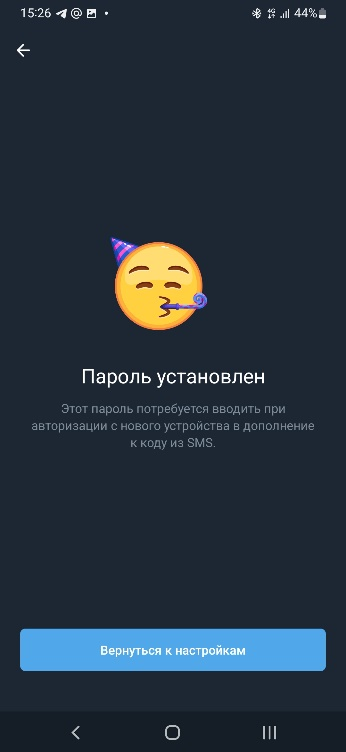 15:26
4G 44%
Пароль установлен
Этот пароль потребуется вводить при
авторизации с нового устройства в дополнение
к коду из SMS.
Вернуться к настройкам